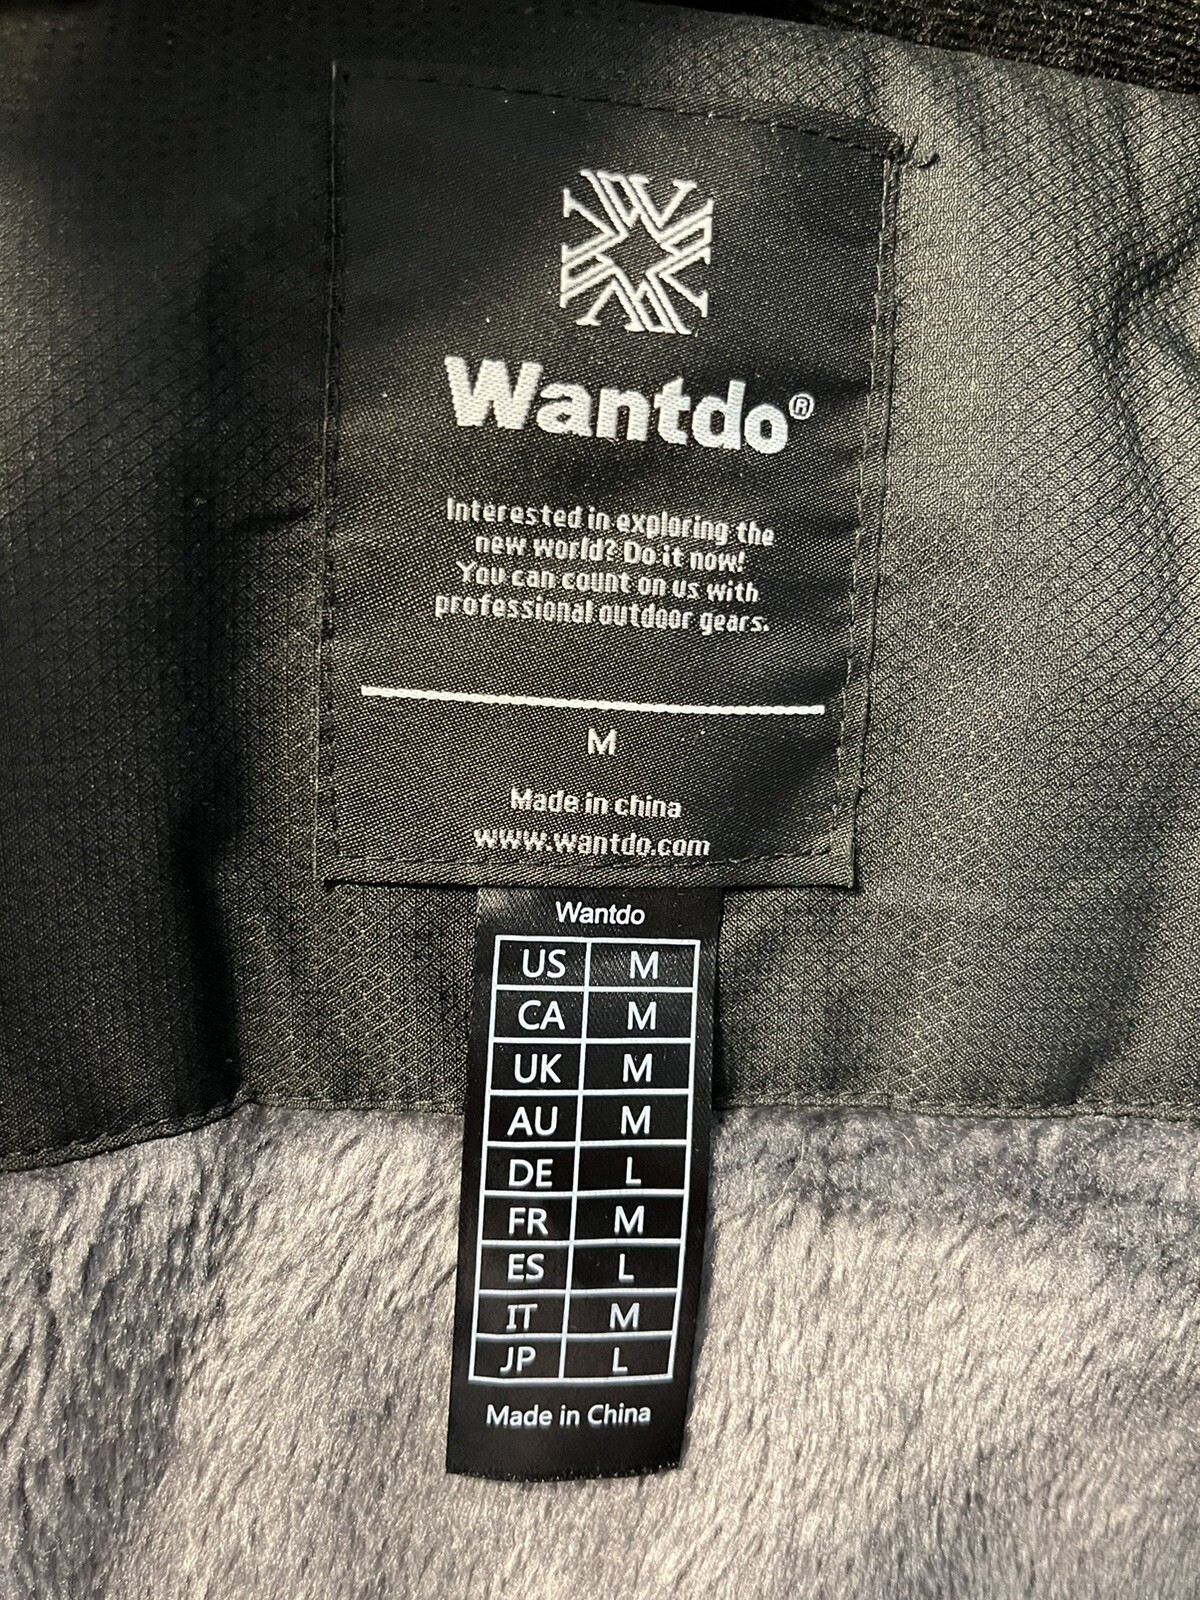 Wantdo®
Interested in exploring the
new world? Do it now!
You can count on us with
professional outdoor gears.
M
Made in china
www.wantdo.com
Wantdo
US M
CA M
UK M
AU M
DE L
FR M
ES L
IT M
JP L
Made in China